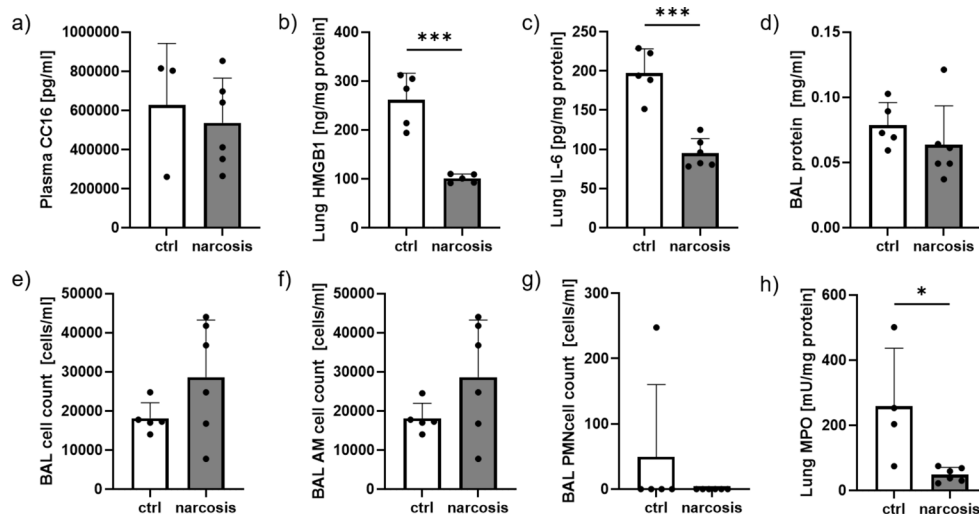 a)
Plasma CC16 [pg/ml]
1000000
800000
600000
400000
200000
0
ctrl narcosis
b)
Lung HMGB1 [ng/mg protein]
400
300
200
100
0
***
ctrl narcosis
c)
Lung IL-6 [pg/mg protein]
250
200
150
100
50
0
***
ctrl narcosis
d)
BAL protein [mg/ml]
0.15
0.10
0.05
0.00
ctrl narcosis
e)
BAL cell count [cells/ml]
50000
40000
30000
20000
10000
0
ctrl narcosis
f)
BAL AM cell count [cells/ml]
50000
40000
30000
20000
10000
0
ctrl narcosis
g)
BAL PMNcell count [cells/ml]
300
200
100
0
ctrl narcosis
h)
Lung MPO [mU/mg protein]
600
400
200
0
*
ctrl narcosis